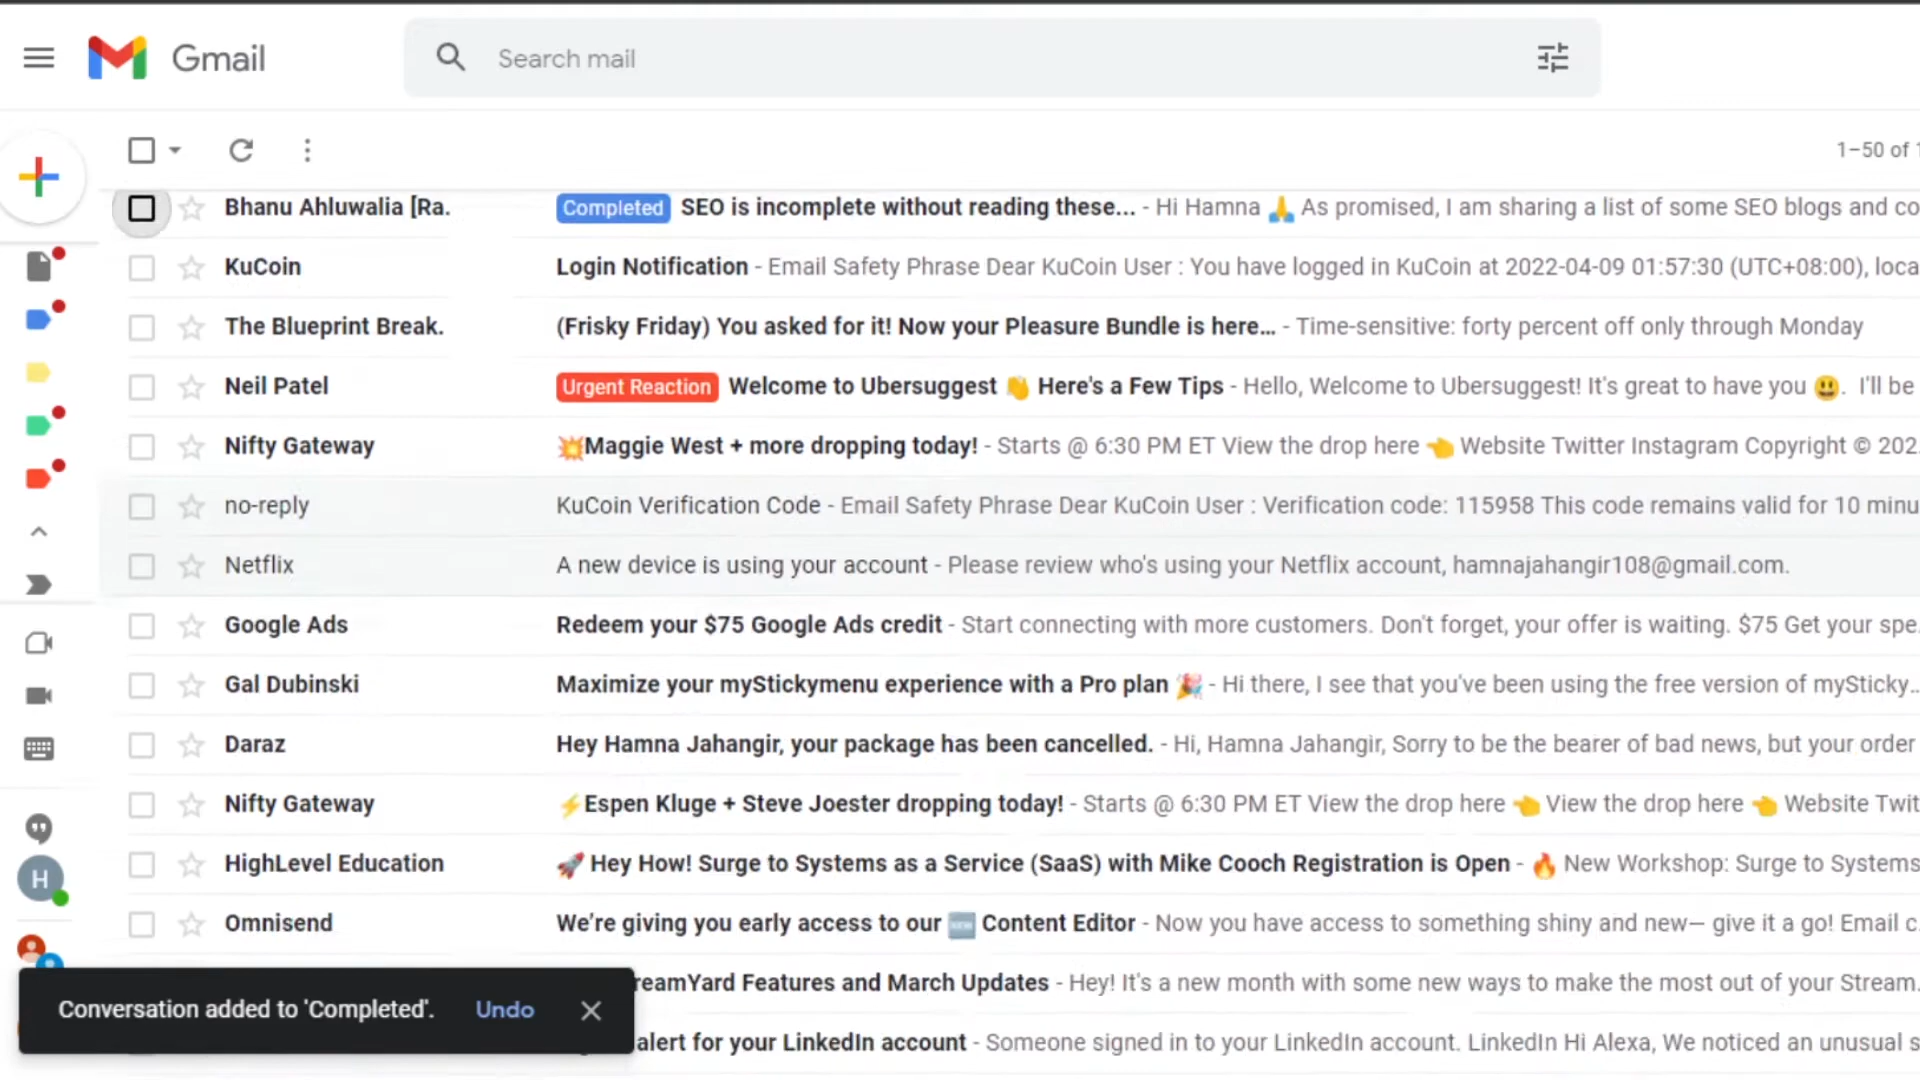 Gmail
Search mail
1–50 of 1
Bhanu Ahluwalia [Ra. Completed SEO is incomplete without reading these... - Hi Hamna 🙏 As promised, I am sharing a list of some SEO blogs and co
KuCoin Login Notification - Email Safety Phrase Dear KuCoin User : You have logged in KuCoin at 2022-04-09 01:57:30 (UTC+08:00), loca
The Blueprint Break. (Frisky Friday) You asked for it! Now your Pleasure Bundle is here... - Time-sensitive: forty percent off only through Monday
Neil Patel Urgent Reaction Welcome to Ubersuggest 👏 Here's a Few Tips - Hello, Welcome to Ubersuggest! It's great to have you 😃. I'll be
Nifty Gateway 💥Maggie West + more dropping today! - Starts @ 6:30 PM ET View the drop here 👈 Website Twitter Instagram Copyright © 202.
no-reply KuCoin Verification Code - Email Safety Phrase Dear KuCoin User : Verification code: 115958 This code remains valid for 10 minu
Netflix A new device is using your account - Please review who's using your Netflix account, hamnajahangir108@gmail.com.
Google Ads Redeem your $75 Google Ads credit - Start connecting with more customers. Don't forget, your offer is waiting. $75 Get your spe.
Gal Dubinski Maximize your myStickymenu experience with a Pro plan 🎉 - Hi there, I see that you've been using the free version of mySticky..
Daraz Hey Hamna Jahangir, your package has been cancelled. - Hi, Hamna Jahangir, Sorry to be the bearer of bad news, but your order
Nifty Gateway ⚡Espen Kluge + Steve Joester dropping today! - Starts @ 6:30 PM ET View the drop here 👈 View the drop here 👈 Website Twit
HighLevel Education 🚀 Hey How! Surge to Systems as a Service (SaaS) with Mike Cooch Registration is Open - 🔥 New Workshop: Surge to Systems
H
Omnisend We're giving you early access to our 🆕 Content Editor - Now you have access to something shiny and new— give it a go! Email c.
reamYard Features and March Updates - Hey! It's a new month with some new ways to make the most out of your Stream.
Conversation added to 'Completed'. Undo
alert for your LinkedIn account - Someone signed in to your LinkedIn account. LinkedIn Hi Alexa, We noticed an unusual s